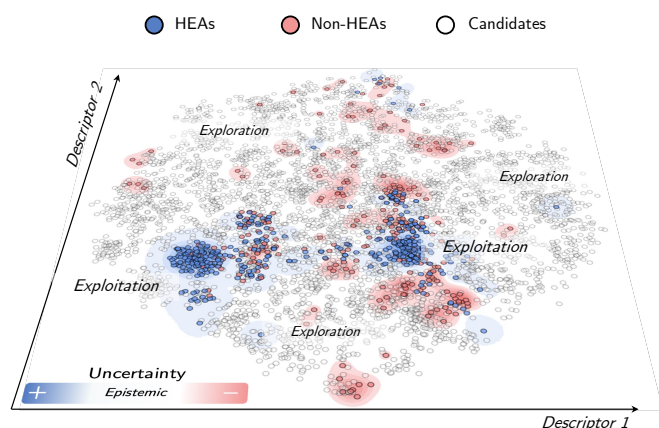 HEAs Non-HEAs Candidates
Descriptor 2
Exploration
Exploration
Exploitation
Exploitation
Exploration
Uncertainty
+ Epistemic −
Descriptor 1